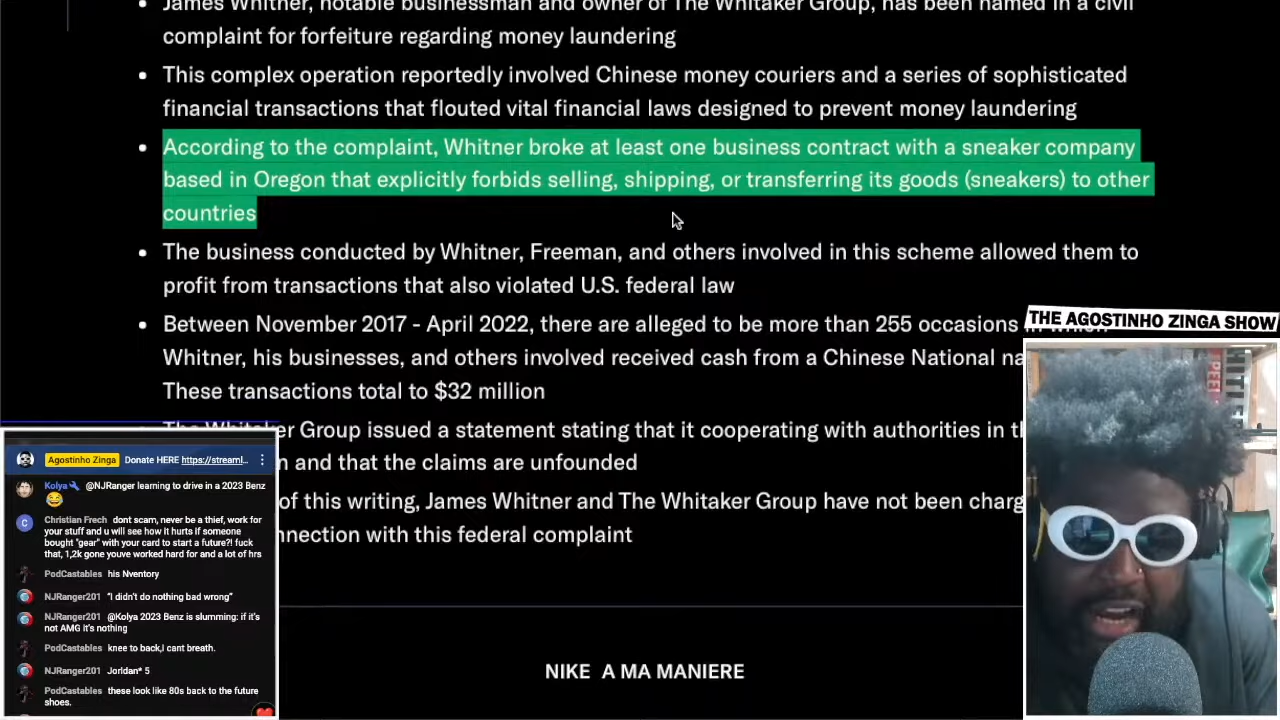 James Whitner, notable businessman and owner of The Whitaker Group, has been named in a civil
complaint for forfeiture regarding money laundering
This complex operation reportedly involved Chinese money couriers and a series of sophisticated
financial transactions that flouted vital financial laws designed to prevent money laundering
According to the complaint, Whitner broke at least one business contract with a sneaker company
based in Oregon that explicitly forbids selling, shipping, or transferring its goods (sneakers) to other
countries
The business conducted by Whitner, Freeman, and others involved in this scheme allowed them to
profit from transactions that also violated U.S. federal law
Between November 2017 - April 2022, there are alleged to be more than 255 occasions
Whitner, his businesses, and others involved received cash from a Chinese National
These transactions total to $32 million
The Whitaker Group issued a statement stating that it cooperating with authorities in
and that the claims are unfounded
of this writing, James Whitner and The Whitaker Group have not been
with this federal complaint
NIKE A MA MANIERE
THE AGOSTINHO ZINGA SHOW
Agostinho Zinga Donate HERE https://streaml...
Kolya @NJRanger learning to drive in a 2023 Benz
😂
C
Christian Frech dont scam, never be a thief, work for
your stuff and u will see how it hurts if someone
bought "gear" with your card to start a future?! fuck
that, 1,2k gone youve worked hard for and a lot of hrs
PodCastables his Nventory
NJRanger201 "I didn't do nothing bad wrong"
NJRanger201 @Kolya 2023 Benz is slumming: if it's
not AMG it's nothing
PodCastables knee to back,i cant breath.
NJRanger201 Jorldan* 5
PodCastables these look like 80s back to the future
shoes.